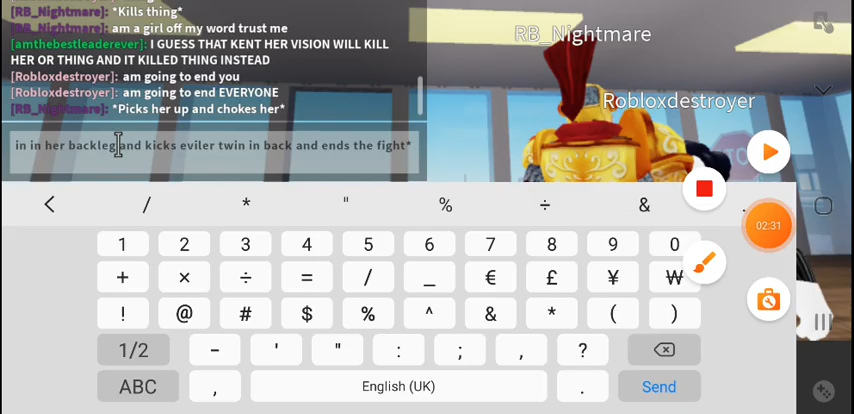 [RB_Nightmare]: *Kills thing*
[RB_Nightmare]: am a girl off my word trust me
[amthebestleaderever]: I GUESS THAT KENT HER VISION WILL KILL
HER OR THING AND IT KILLED THING INSTEAD
[Robloxdestroyer]: am going to end you
[Robloxdestroyer]: am going to end EVERYONE
[RB_Nightmare]: *Picks her up and chokes her*
in in her backleg and kicks eviler twin in back and ends the fight*
RB_Nightmare
Robloxdestroyer
02:31
/ * " % ÷ &
1 2 3 4 5 6 7 8 9 0
+ × ÷ = / _ € £ ¥ ₩
! @ # $ % ^ & * ( )
1/2 - ' " : ; , ?
ABC , English (UK) . Send